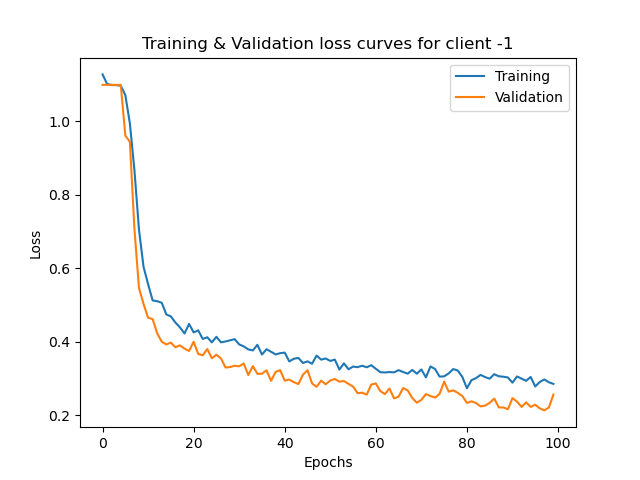 Training & Validation loss curves for client -1
Training
Validation
Loss
1.0
0.8
0.6
0.4
0.2
0
20
40
60
80
100
Epochs